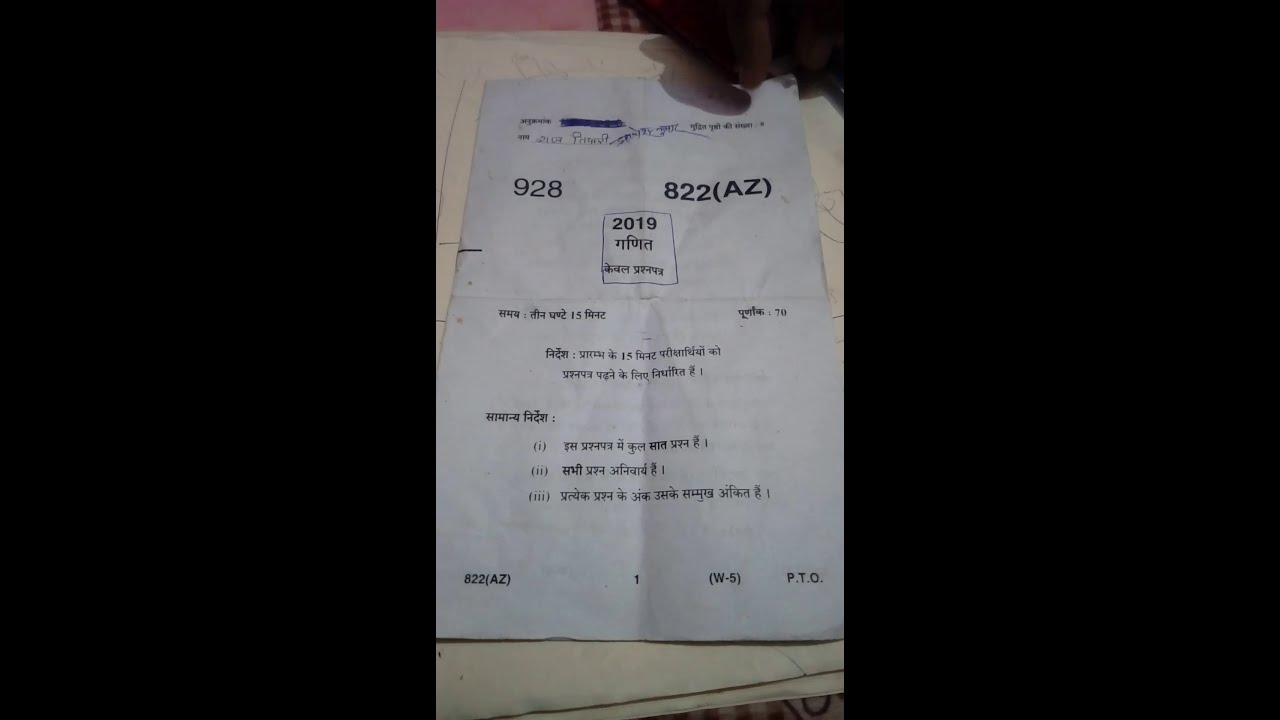 अनुक्रमांक मुद्रित पृष्ठों की संख्या : 8
नाम
928 822(AZ)
2019
गणित
केवल प्रश्नपत्र
समय : तीन घण्टे 15 मिनट पूर्णांक : 70
निर्देश : प्रारम्भ के 15 मिनट परीक्षार्थियों को
प्रश्नपत्र पढ़ने के लिए निर्धारित हैं ।
सामान्य निर्देश :
(i) इस प्रश्नपत्र में कुल सात प्रश्न हैं ।
(ii) सभी प्रश्न अनिवार्य हैं ।
(iii) प्रत्येक प्रश्न के अंक उसके सम्मुख अंकित हैं ।
822(AZ) 1 (W-5) P.T.O.